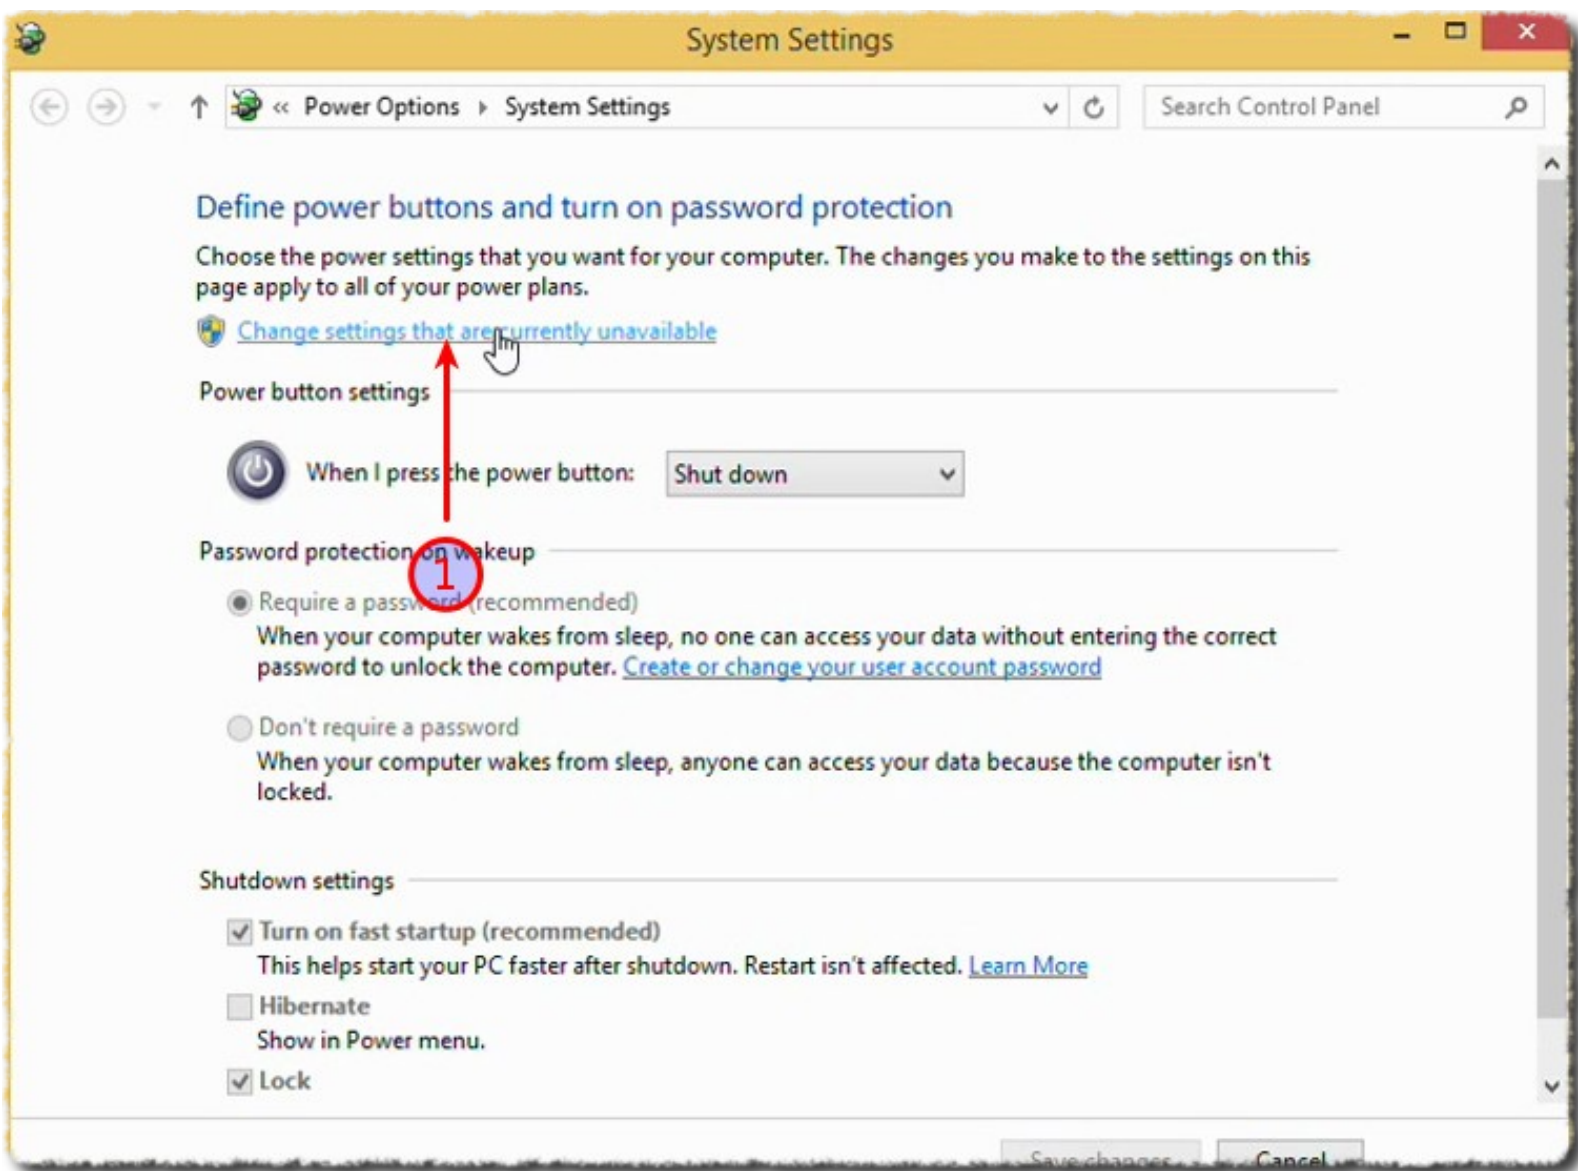 System Settings
« Power Options System Settings
Search Control Panel
Define power buttons and turn on password protection
Choose the power settings that you want for your computer. The changes you make to the settings on this
page apply to all of your power plans.
Change settings that are currently unavailable
Power button settings
When I press the power button: Shut down
Password protection on wakeup
1
Require a password (recommended)
When your computer wakes from sleep, no one can access your data without entering the correct
password to unlock the computer. Create or change your user account password
Don't require a password
When your computer wakes from sleep, anyone can access your data because the computer isn't
locked.
Shutdown settings
Turn on fast startup (recommended)
This helps start your PC faster after shutdown. Restart isn't affected. Learn More
Hibernate
Show in Power menu.
Lock
Save changes Cancel